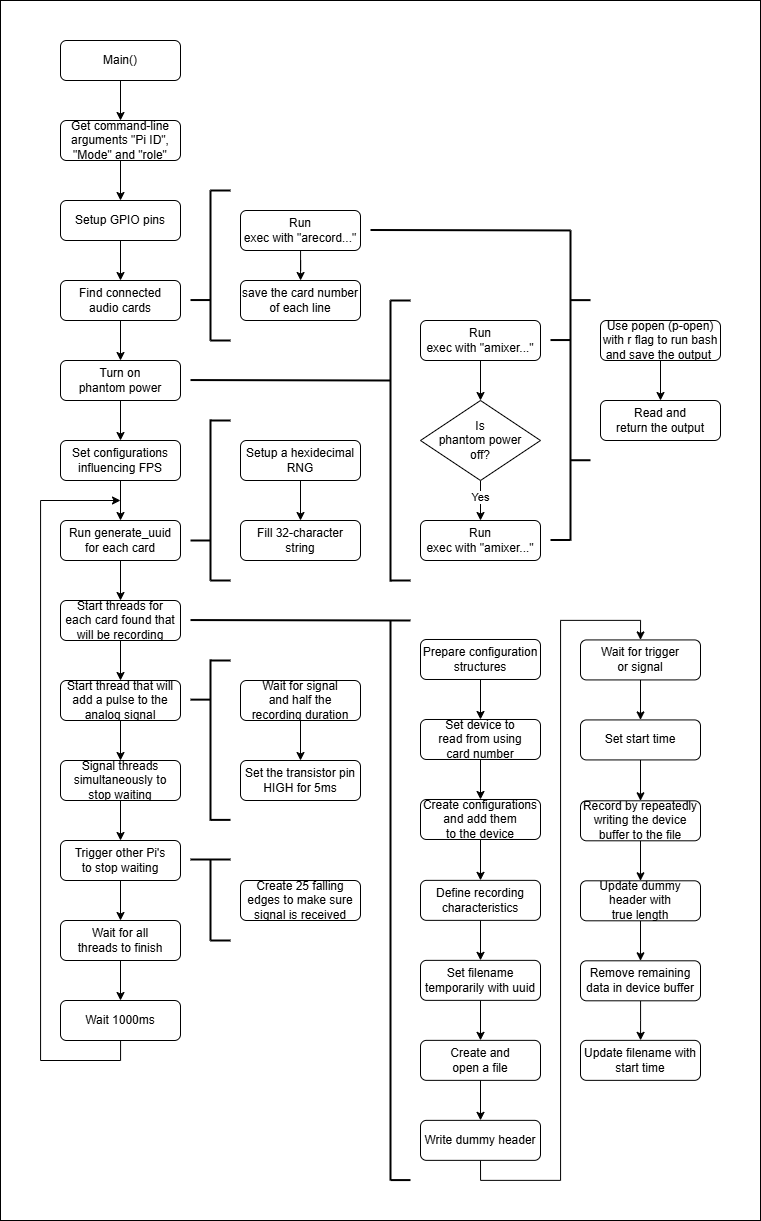 Main()
Get command-line
arguments "Pi ID",
"Mode" and "role"
Setup GPIO pins
Find connected
audio cards
Turn on
phantom power
Set configurations
influencing FPS
Run generate_uuid
for each card
Start threads for
each card found that
will be recording
Start thread that will
add a pulse to the
analog signal
Signal threads
simultaneously to
stop waiting
Trigger other Pi's
to stop waiting
Wait for all
threads to finish
Wait 1000ms
Run
exec with "arecord..."
save the card number
of each line
Setup a hexidecimal
RNG
Fill 32-character
string
Wait for signal
and half the
recording duration
Set the transistor pin
HIGH for 5ms
Create 25 falling
edges to make sure
signal is received
Run
exec with "amixer..."
Is
phantom power
off?
Yes
Run
exec with "amixer..."
Use popen (p-open)
with r flag to run bash
and save the output
Read and
return the output
Prepare configuration
structures
Set device to
read from using
card number
Create configurations
and add them
to the device
Define recording
characteristics
Set filename
temporarily with uuid
Create and
open a file
Write dummy header
Wait for trigger
or signal
Set start time
Record by repeatedly
writing the device
buffer to the file
Update dummy
header with
true length
Remove remaining
data in device buffer
Update filename with
start time